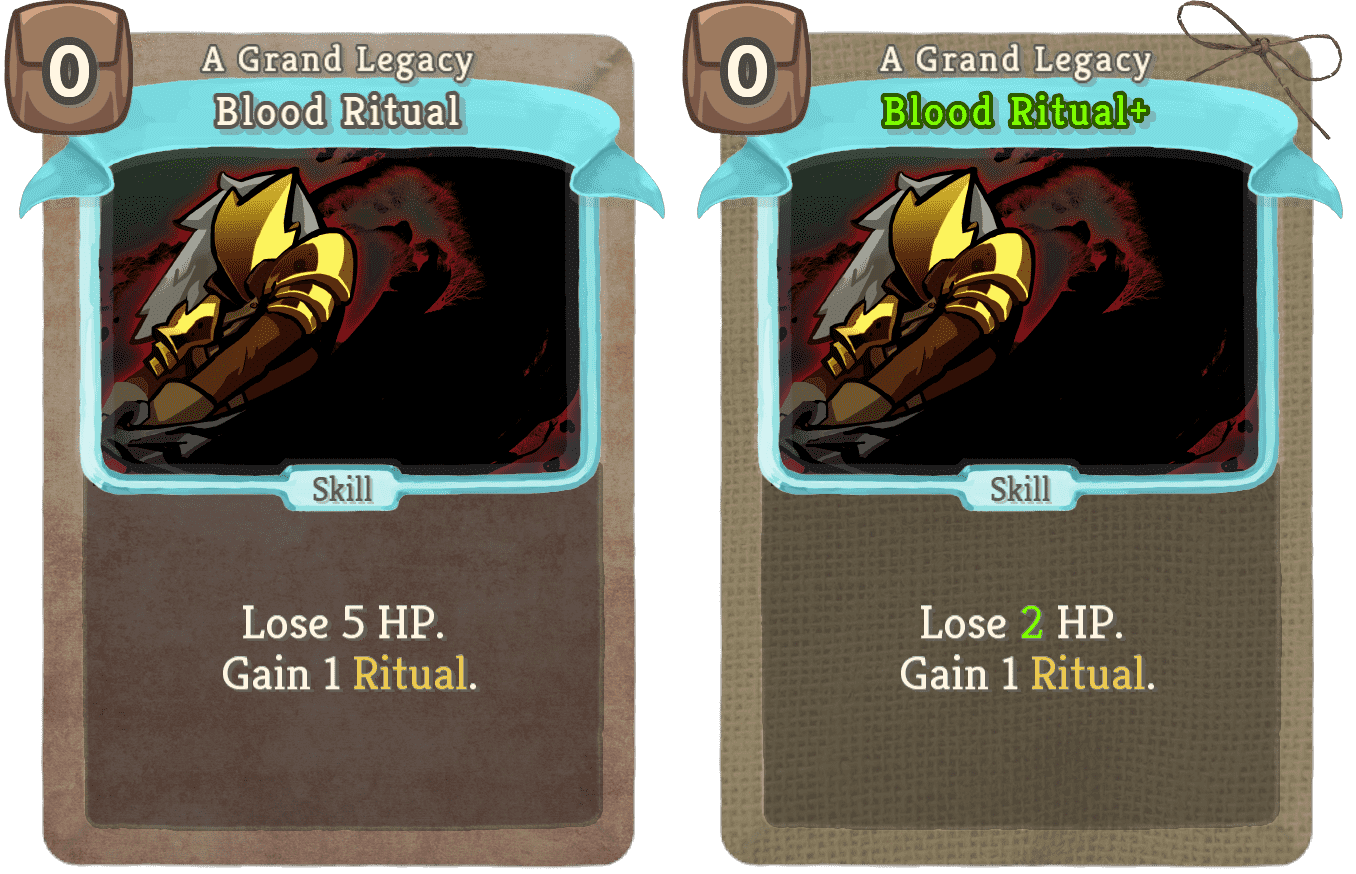 0
A Grand Legacy
Blood Ritual
Skill
Lose 5 HP.
Gain 1 Ritual.
0
A Grand Legacy
Blood Ritual+
Skill
Lose 2 HP.
Gain 1 Ritual.